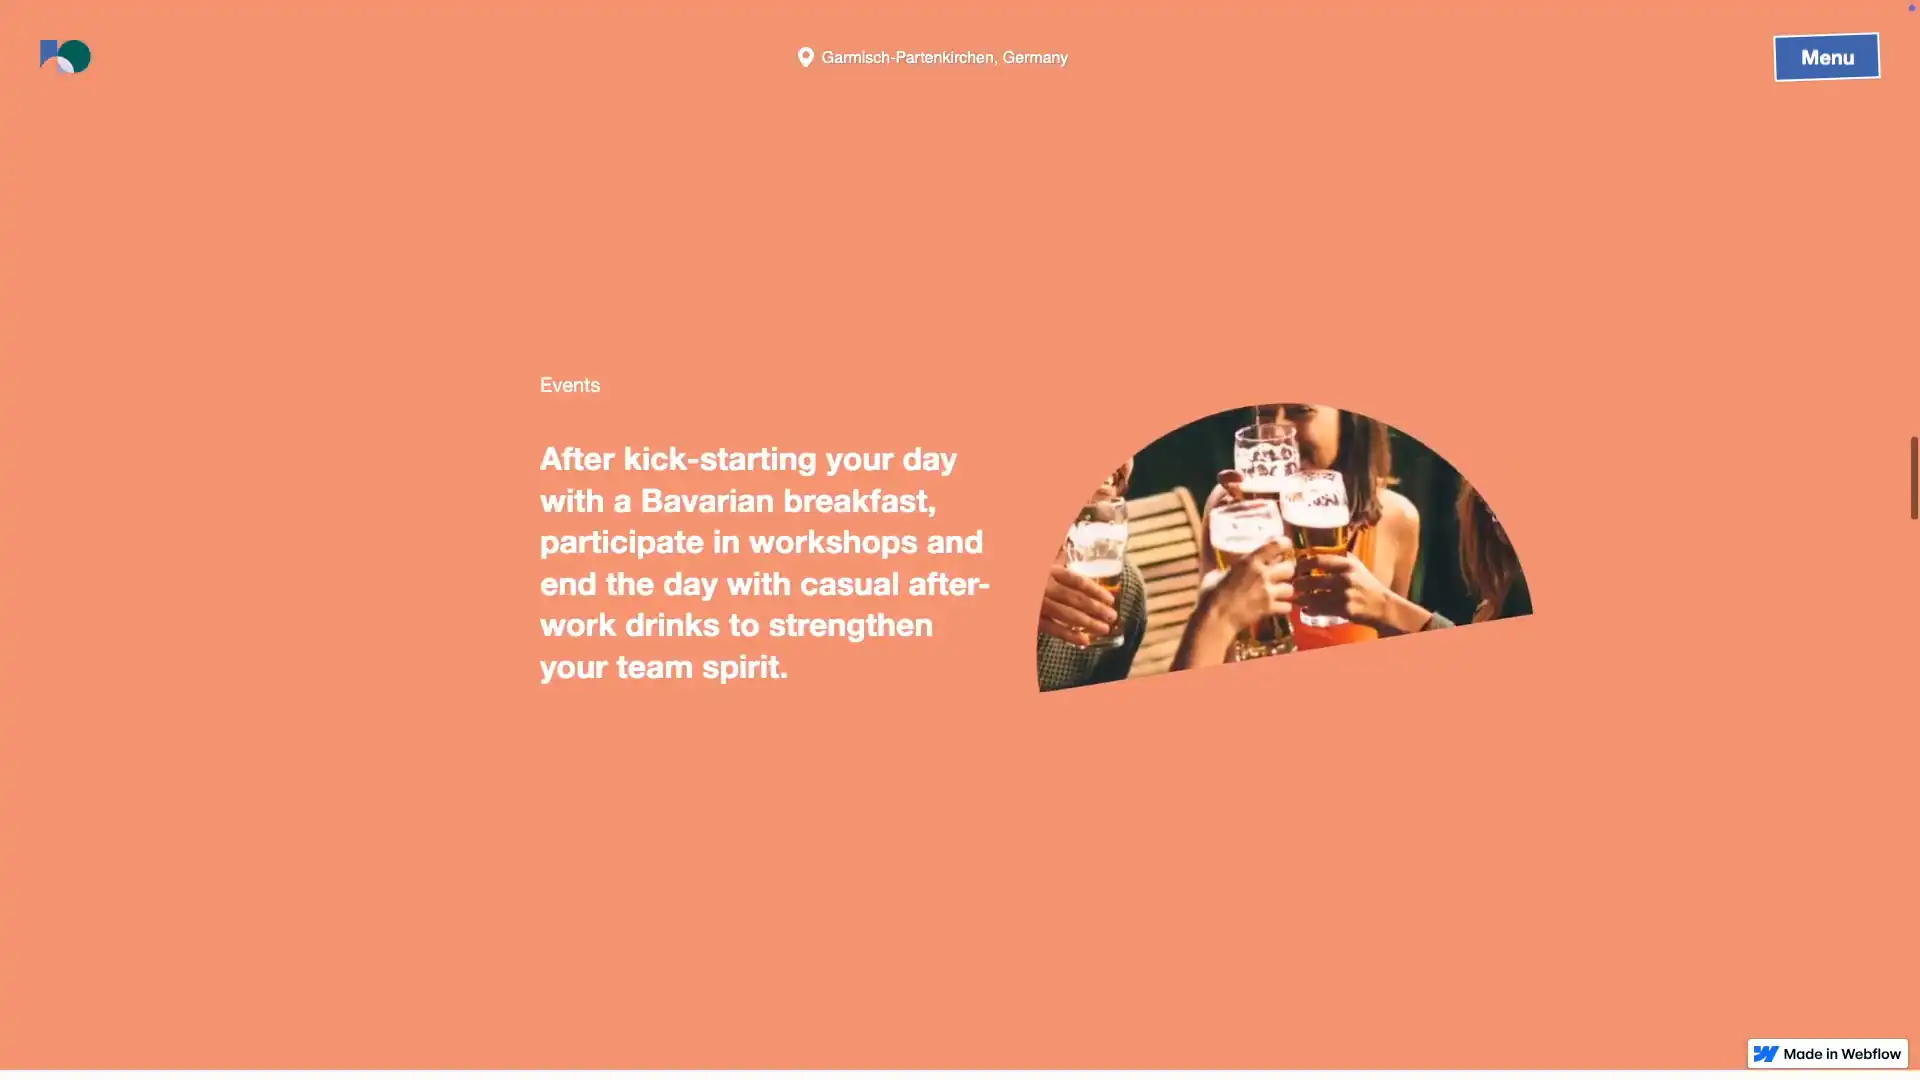 Garmisch-Partenkirchen, Germany
Menu
Events
After kick-starting your day
with a Bavarian breakfast,
participate in workshops and
end the day with casual after-
work drinks to strengthen
your team spirit.
Made in Webflow